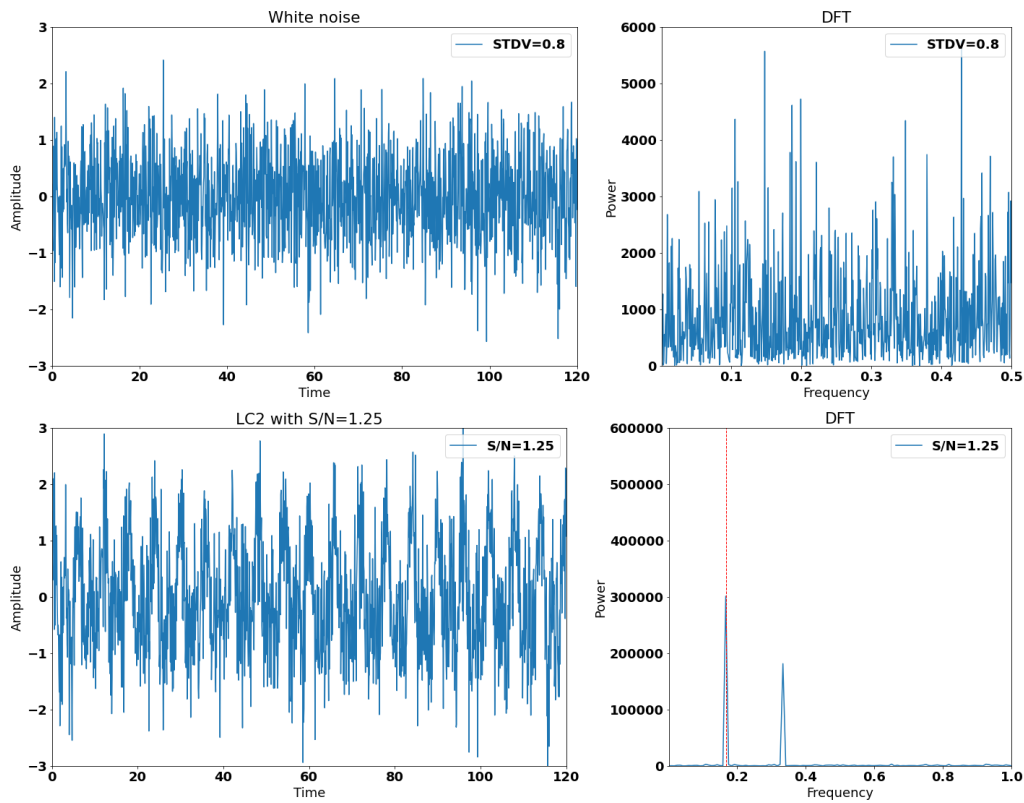 White noise
3
2
1
0
−1
−2
−3
Amplitude
0 20 40 60 80 100 120
Time
STDV=0.8
DFT
6000
5000
4000
3000
2000
1000
0
Power
0.1 0.2 0.3 0.4 0.5
Frequency
STDV=0.8
LC2 with S/N=1.25
3
2
1
0
−1
−2
−3
Amplitude
0 20 40 60 80 100 120
Time
S/N=1.25
DFT
600000
500000
400000
300000
200000
100000
0
Power
0.2 0.4 0.6 0.8 1.0
Frequency
S/N=1.25